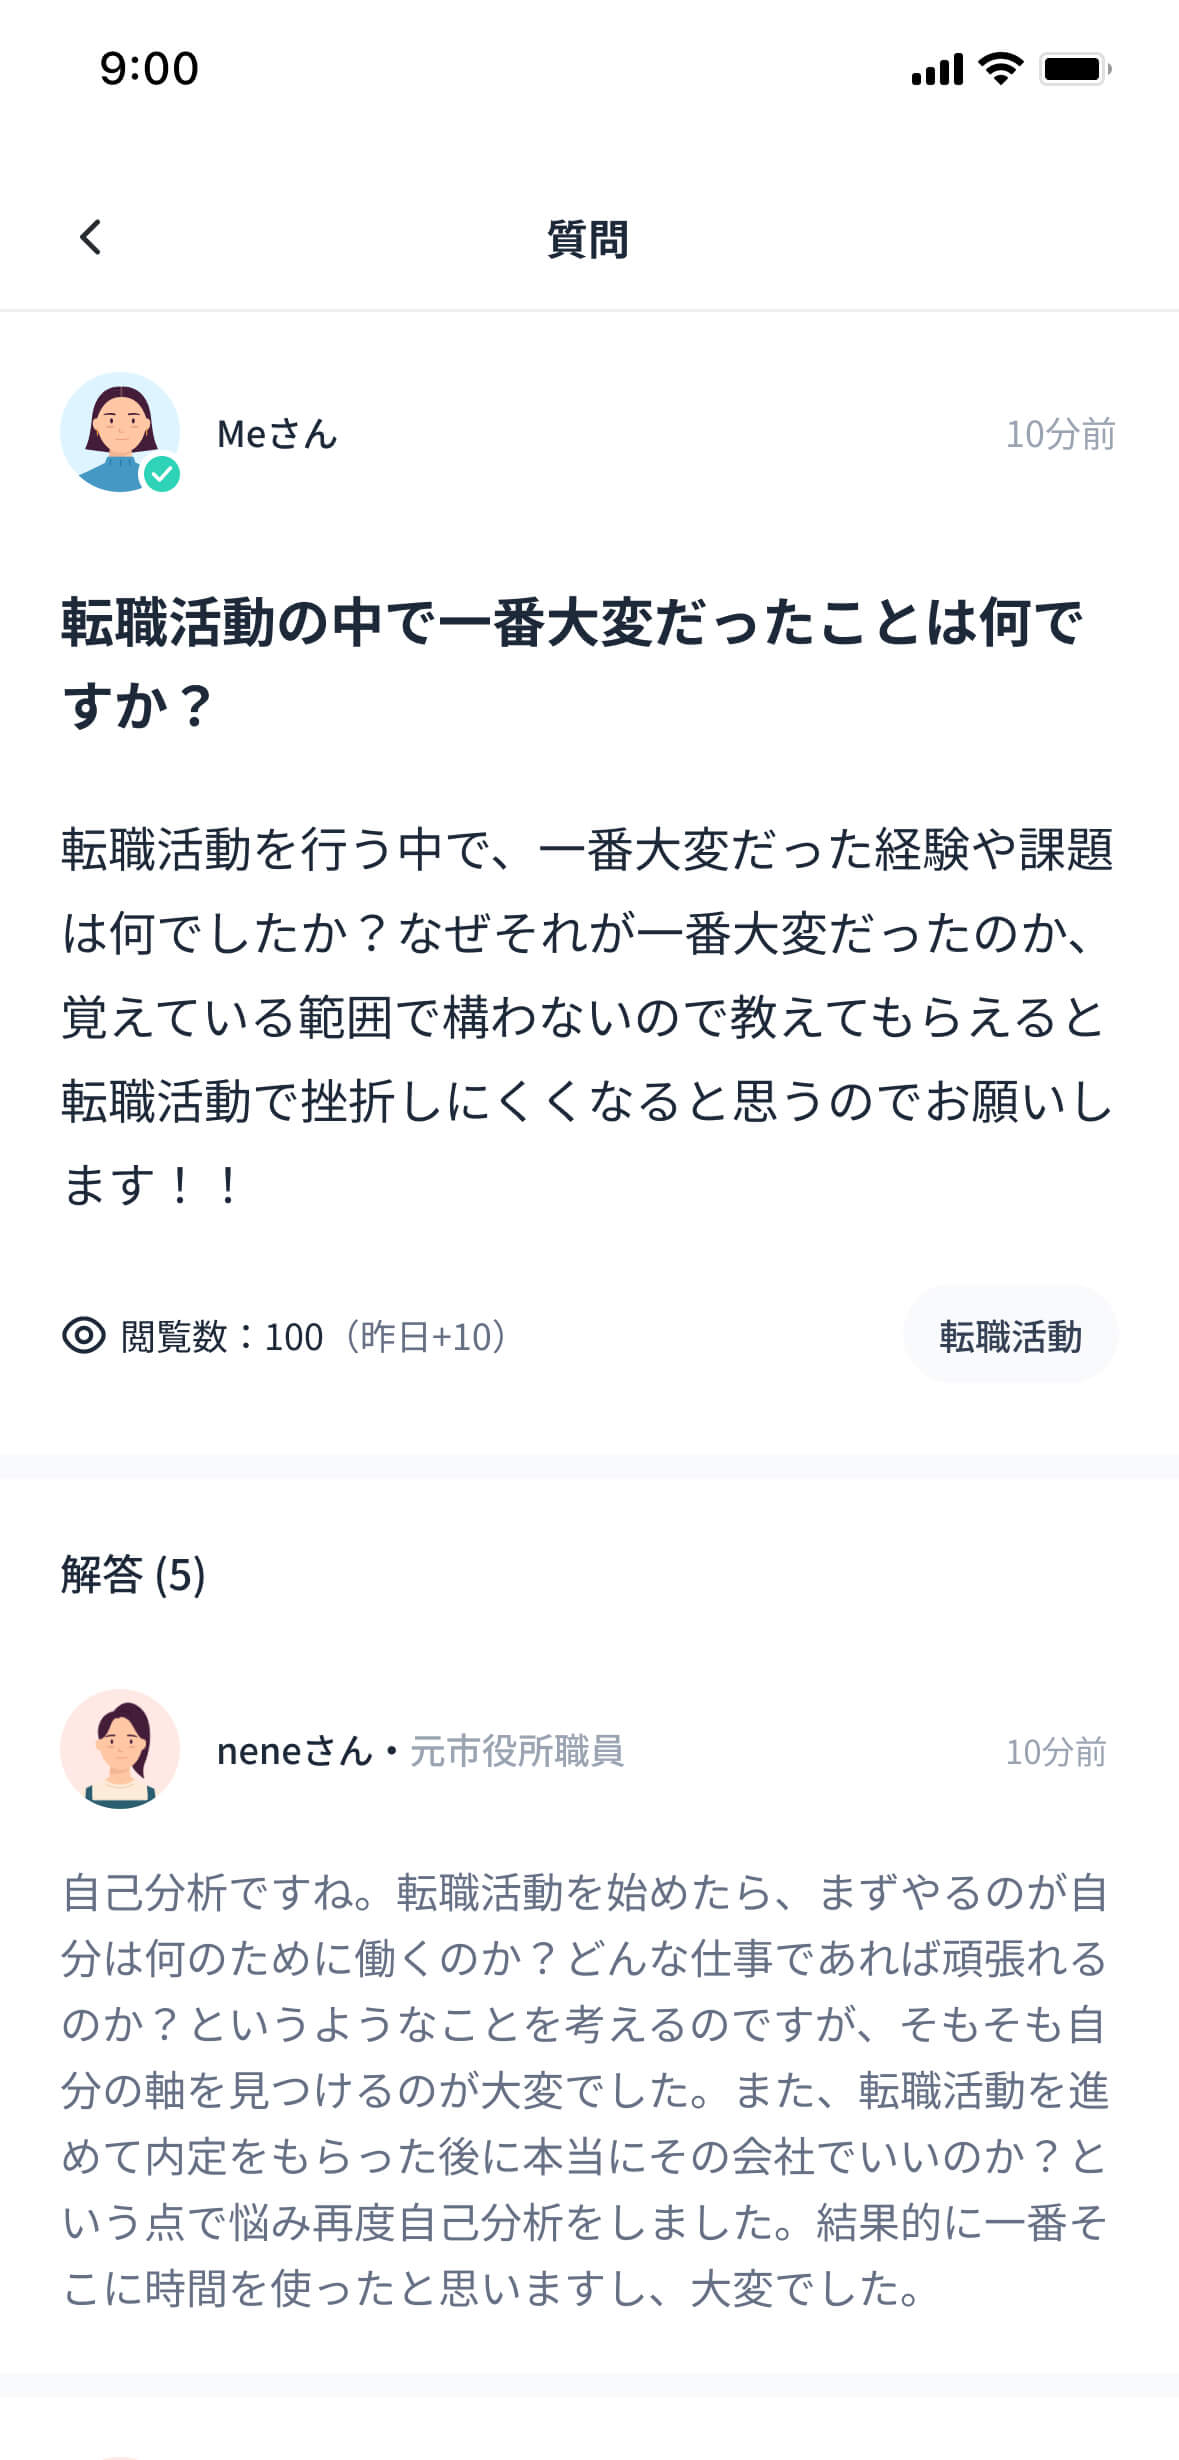 9:00
質問
Meさん
10分前
転職活動の中で一番大変だったことは何で
すか？
転職活動を行う中で、一番大変だった経験や課題
は何でしたか？なぜそれが一番大変だったのか、
覚えている範囲で構わないので教えてもらえると
転職活動で挫折しにくくなると思うのでお願いし
ます！！
閲覧数：100（昨日+10）
転職活動
解答 (5)
neneさん・元市役所職員
10分前
自己分析ですね。転職活動を始めたら、まずやるのが自
分は何のために働くのか？どんな仕事であれば頑張れる
のか？というようなことを考えるのですが、そもそも自
分の軸を見つけるのが大変でした。また、転職活動を進
めて内定をもらった後に本当にその会社でいいのか？と
いう点で悩み再度自己分析をしました。結果的に一番そ
こに時間を使ったと思いますし、大変でした。